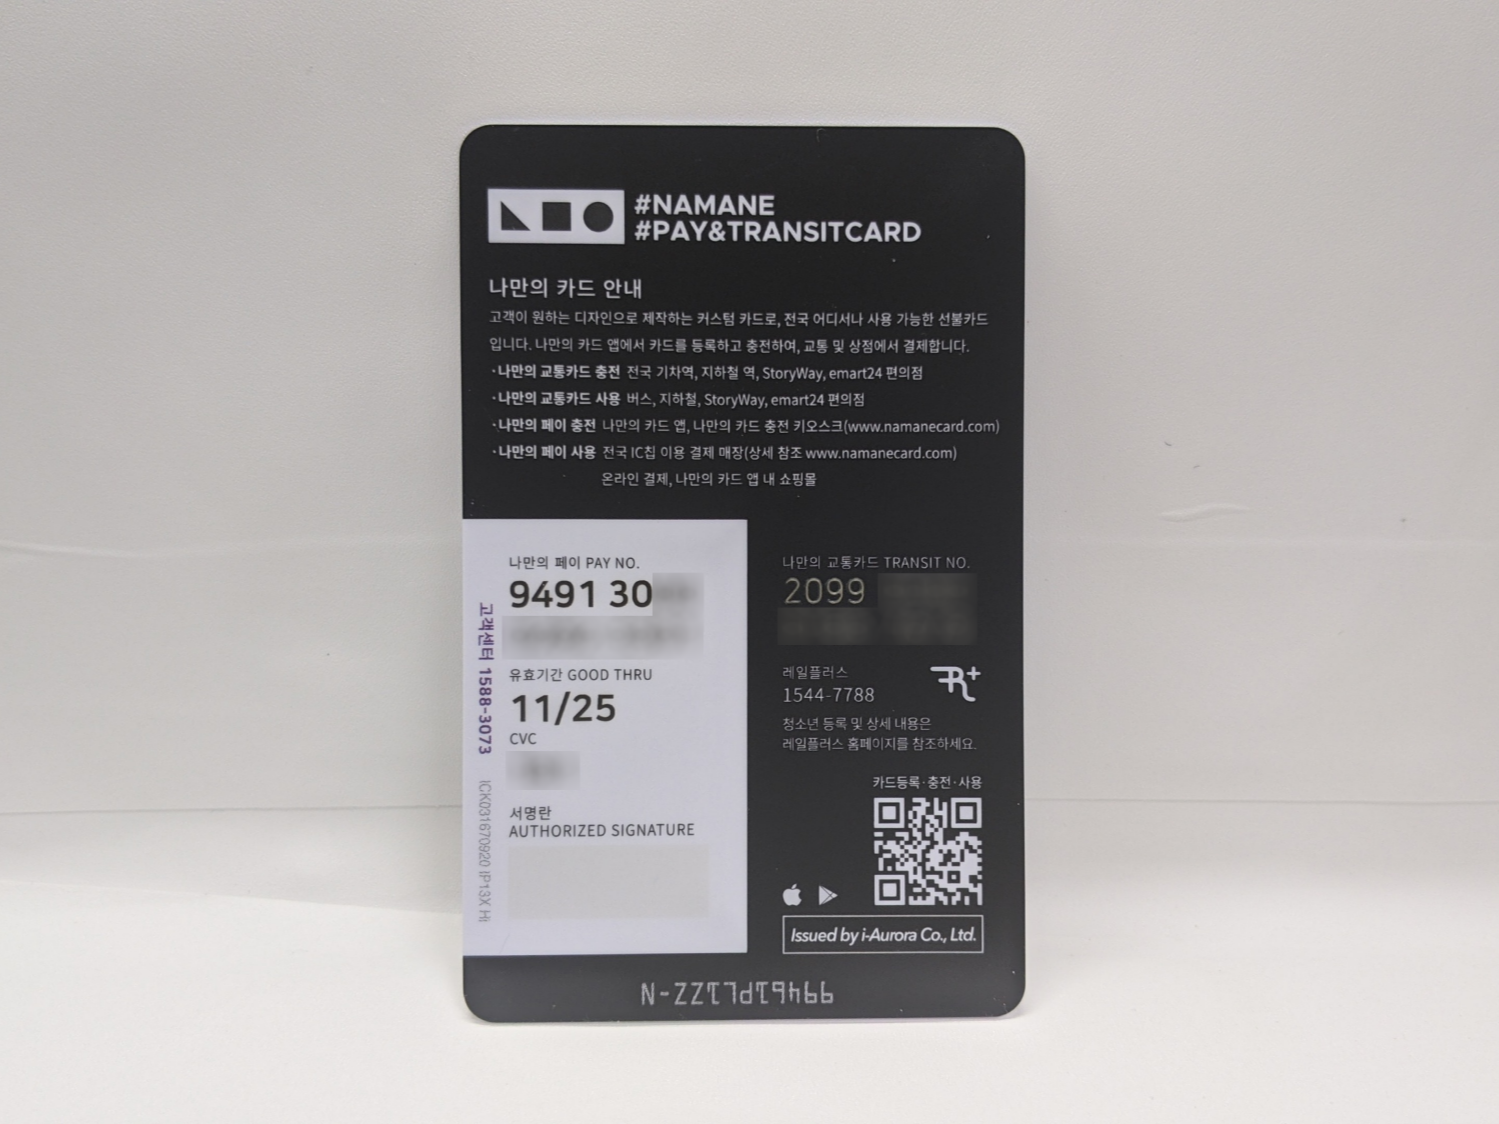 #NAMANE
#PAY&TRANSITCARD
나만의 카드 안내
고객이 원하는 디자인으로 제작하는 커스텀 카드로, 전국 어디서나 사용 가능한 선불카드
입니다. 나만의 카드 앱에서 카드를 등록하고 충전하여, 교통 및 상점에서 결제합니다.
·나만의 교통카드 충전 전국 기차역, 지하철 역, StoryWay, emart24 편의점
·나만의 교통카드 사용 버스, 지하철, StoryWay, emart24 편의점
·나만의 페이 충전 나만의 카드 앱, 나만의 카드 충전 키오스크(www.namanecard.com)
·나만의 페이 사용 전국 IC칩 이용 결제 매장(상세 참조 www.namanecard.com)
온라인 결제, 나만의 카드 앱 내 쇼핑몰
나만의 페이 PAY NO.
9491 30
유효기간 GOOD THRU
11/25
CVC
서명란
AUTHORIZED SIGNATURE
고객센터 1588-3073
ICK031670920 IP13X Hi
나만의 교통카드 TRANSIT NO.
2099
레일플러스
1544-7788
R+
청소년 등록 및 상세 내용은
레일플러스 홈페이지를 참조하세요.
카드등록·충전·사용
Issued by i-Aurora Co., Ltd.